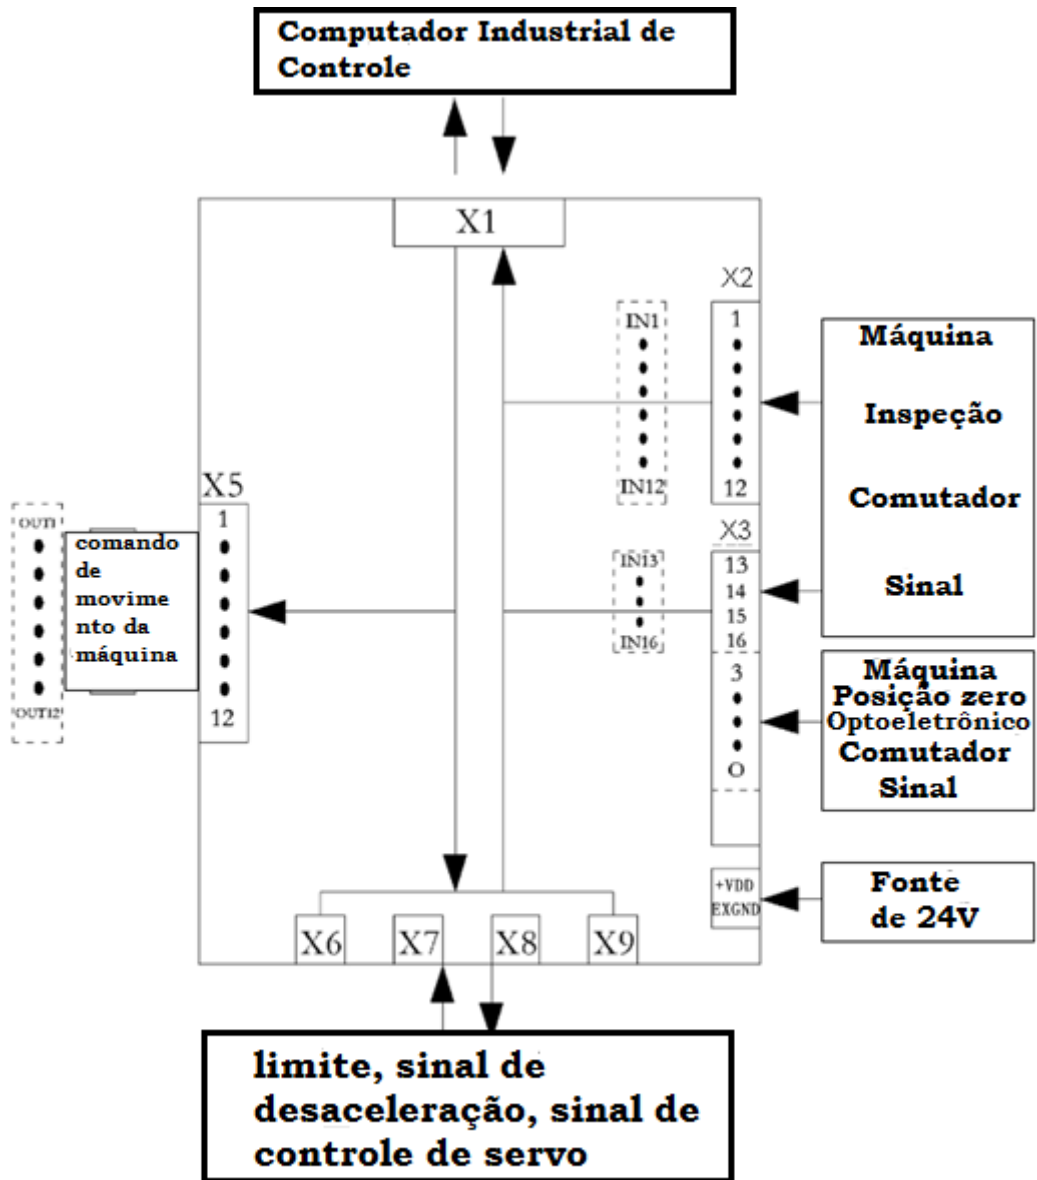 Computador Industrial de
Controle
X1
X2
IN1
IN12
1
12
Máquina
Inspeção
Comutador
Sinal
X5
1
12
OUT1
OUT12
comando
de
movime
nto da
máquina
X3
IN13
IN16
13
14
15
16
3
O
Máquina
Posição zero
Optoeletrônico
Comutador
Sinal
+VDD
EXGND
Fonte
de 24V
X6 X7 X8 X9
limite, sinal de
desaceleração, sinal de
controle de servo